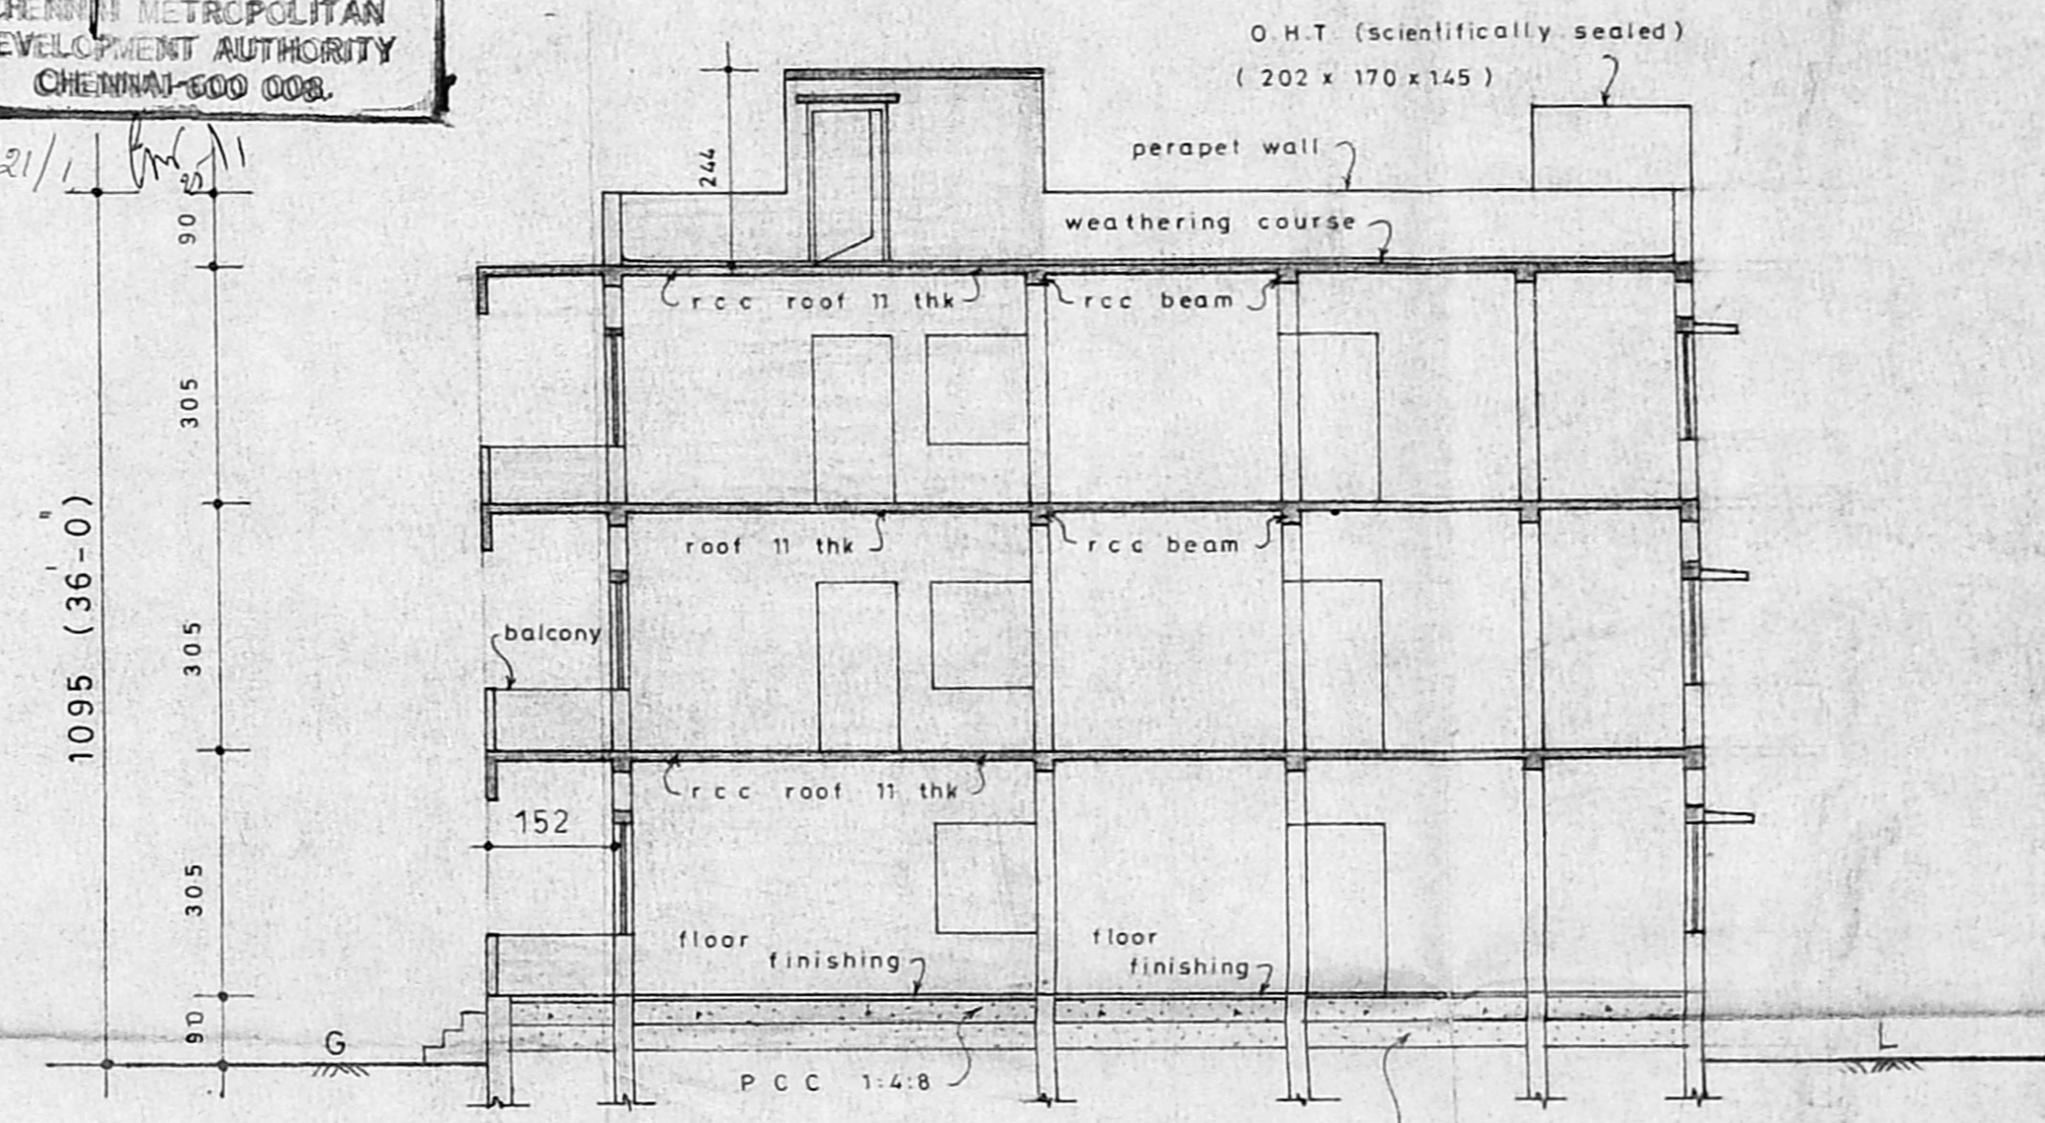 CHENNAI METROPOLITAN
DEVELOPMENT AUTHORITY
CHENNAI-600 008.
21/1
O.H.T (scientifically sealed)
( 202 x 170 x 145 )
perapet wall
244
90
weathering course
rcc roof 11 thk
rcc beam
305
1095 (36'-0")
roof 11 thk
rcc beam
balcony
305
rcc roof 11 thk
152
305
floor
finishing
floor
finishing
90
G
L
PCC 1:4:8